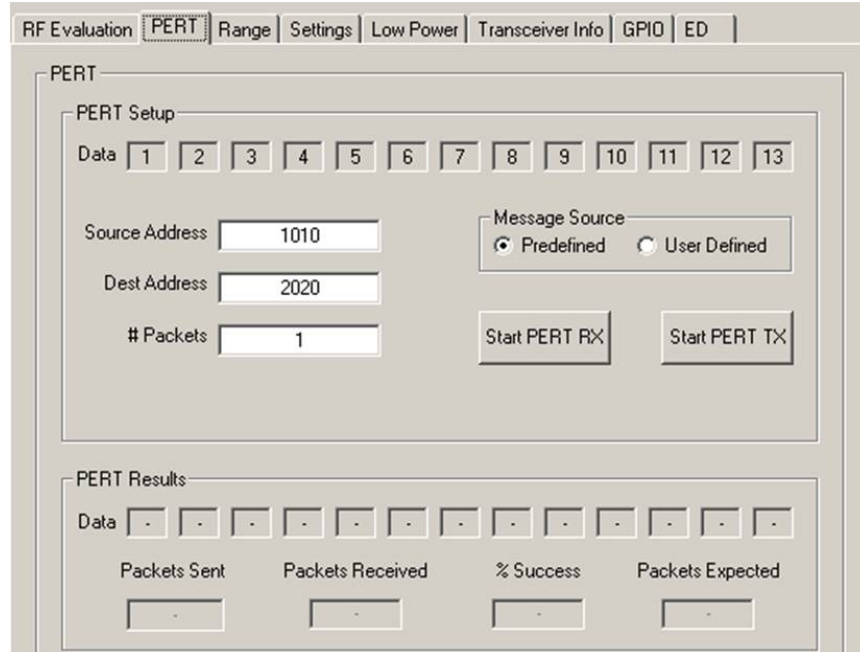 RF Evaluation PERT Range Settings Low Power Transceiver Info GPIO ED
PERT
PERT Setup
Data 1 2 3 4 5 6 7 8 9 10 11 12 13
Source Address 1010
Message Source
Predefined User Defined
Dest Address 2020
# Packets 1
Start PERT RX Start PERT TX
PERT Results
Data - - - - - - - - - - - - -
Packets Sent Packets Received % Success Packets Expected
- - - -